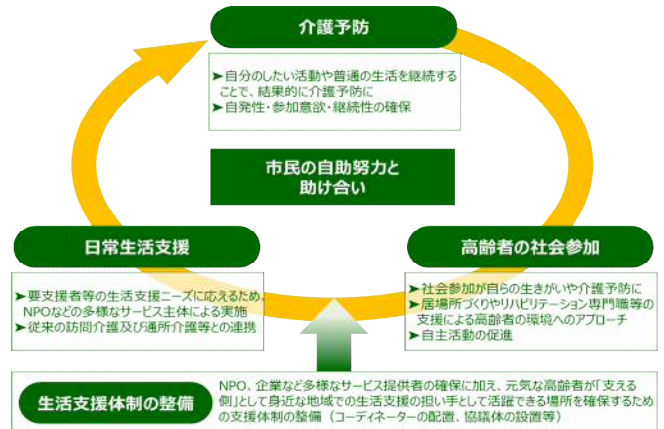 介護予防
➤自分のしたい活動や普通の生活を継続する
ことで、結果的に介護予防に
➤自発性・参加意欲・継続性の確保
市民の自助努力と
助け合い
日常生活支援
➤要支援者等の生活支援ニーズに応えるため、
NPOなどの多様なサービス主体による実施
➤従来の訪問介護及び通所介護等との連携
高齢者の社会参加
➤社会参加が自らの生きがいや介護予防に
➤居場所づくりやリハビリテーション専門職等の
支援による高齢者の環境へのアプローチ
➤自主活動の促進
生活支援体制の整備
NPO、企業など多様なサービス提供者の確保に加え、元気な高齢者が「支える
側」として身近な地域での生活支援の担い手として活躍できる場所を確保するため
の支援体制の整備（コーディネーターの配置、協議体の設置等）